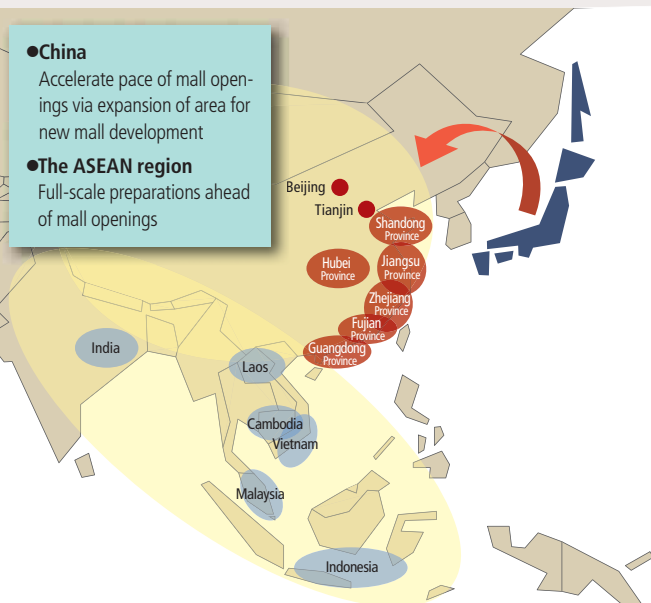 ●China
Accelerate pace of mall open-
ings via expansion of area for
new mall development
●The ASEAN region
Full-scale preparations ahead
of mall openings
Beijing
Tianjin
Shandong
Province
Hubei
Province
Jiangsu
Province
Zhejiang
Province
Fujian
Province
Guangdong
Province
India
Laos
Cambodia
Vietnam
Malaysia
Indonesia